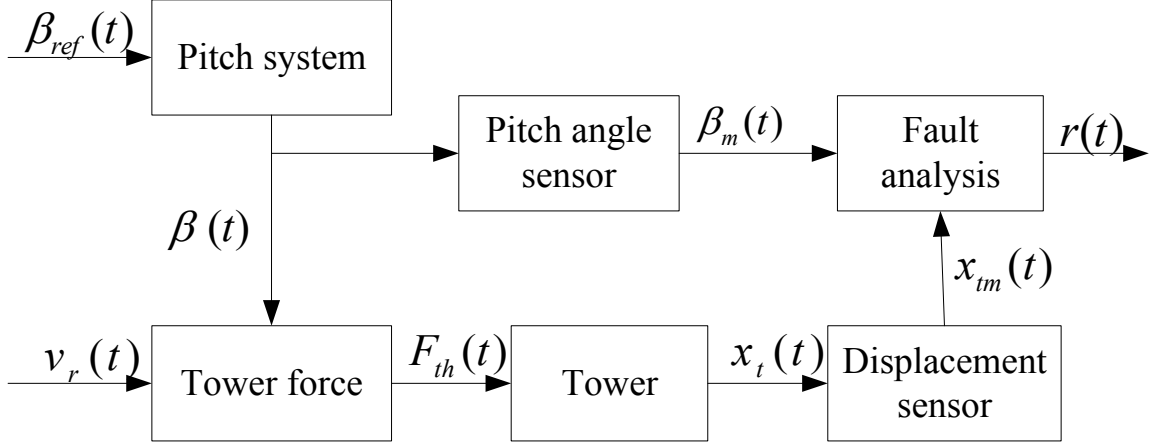 β_ref(t)
Pitch system
Pitch angle
sensor
β_m(t)
Fault
analysis
r(t)
β(t)
x_tm(t)
v_r(t)
Tower force
F_th(t)
Tower
x_t(t)
Displacement
sensor